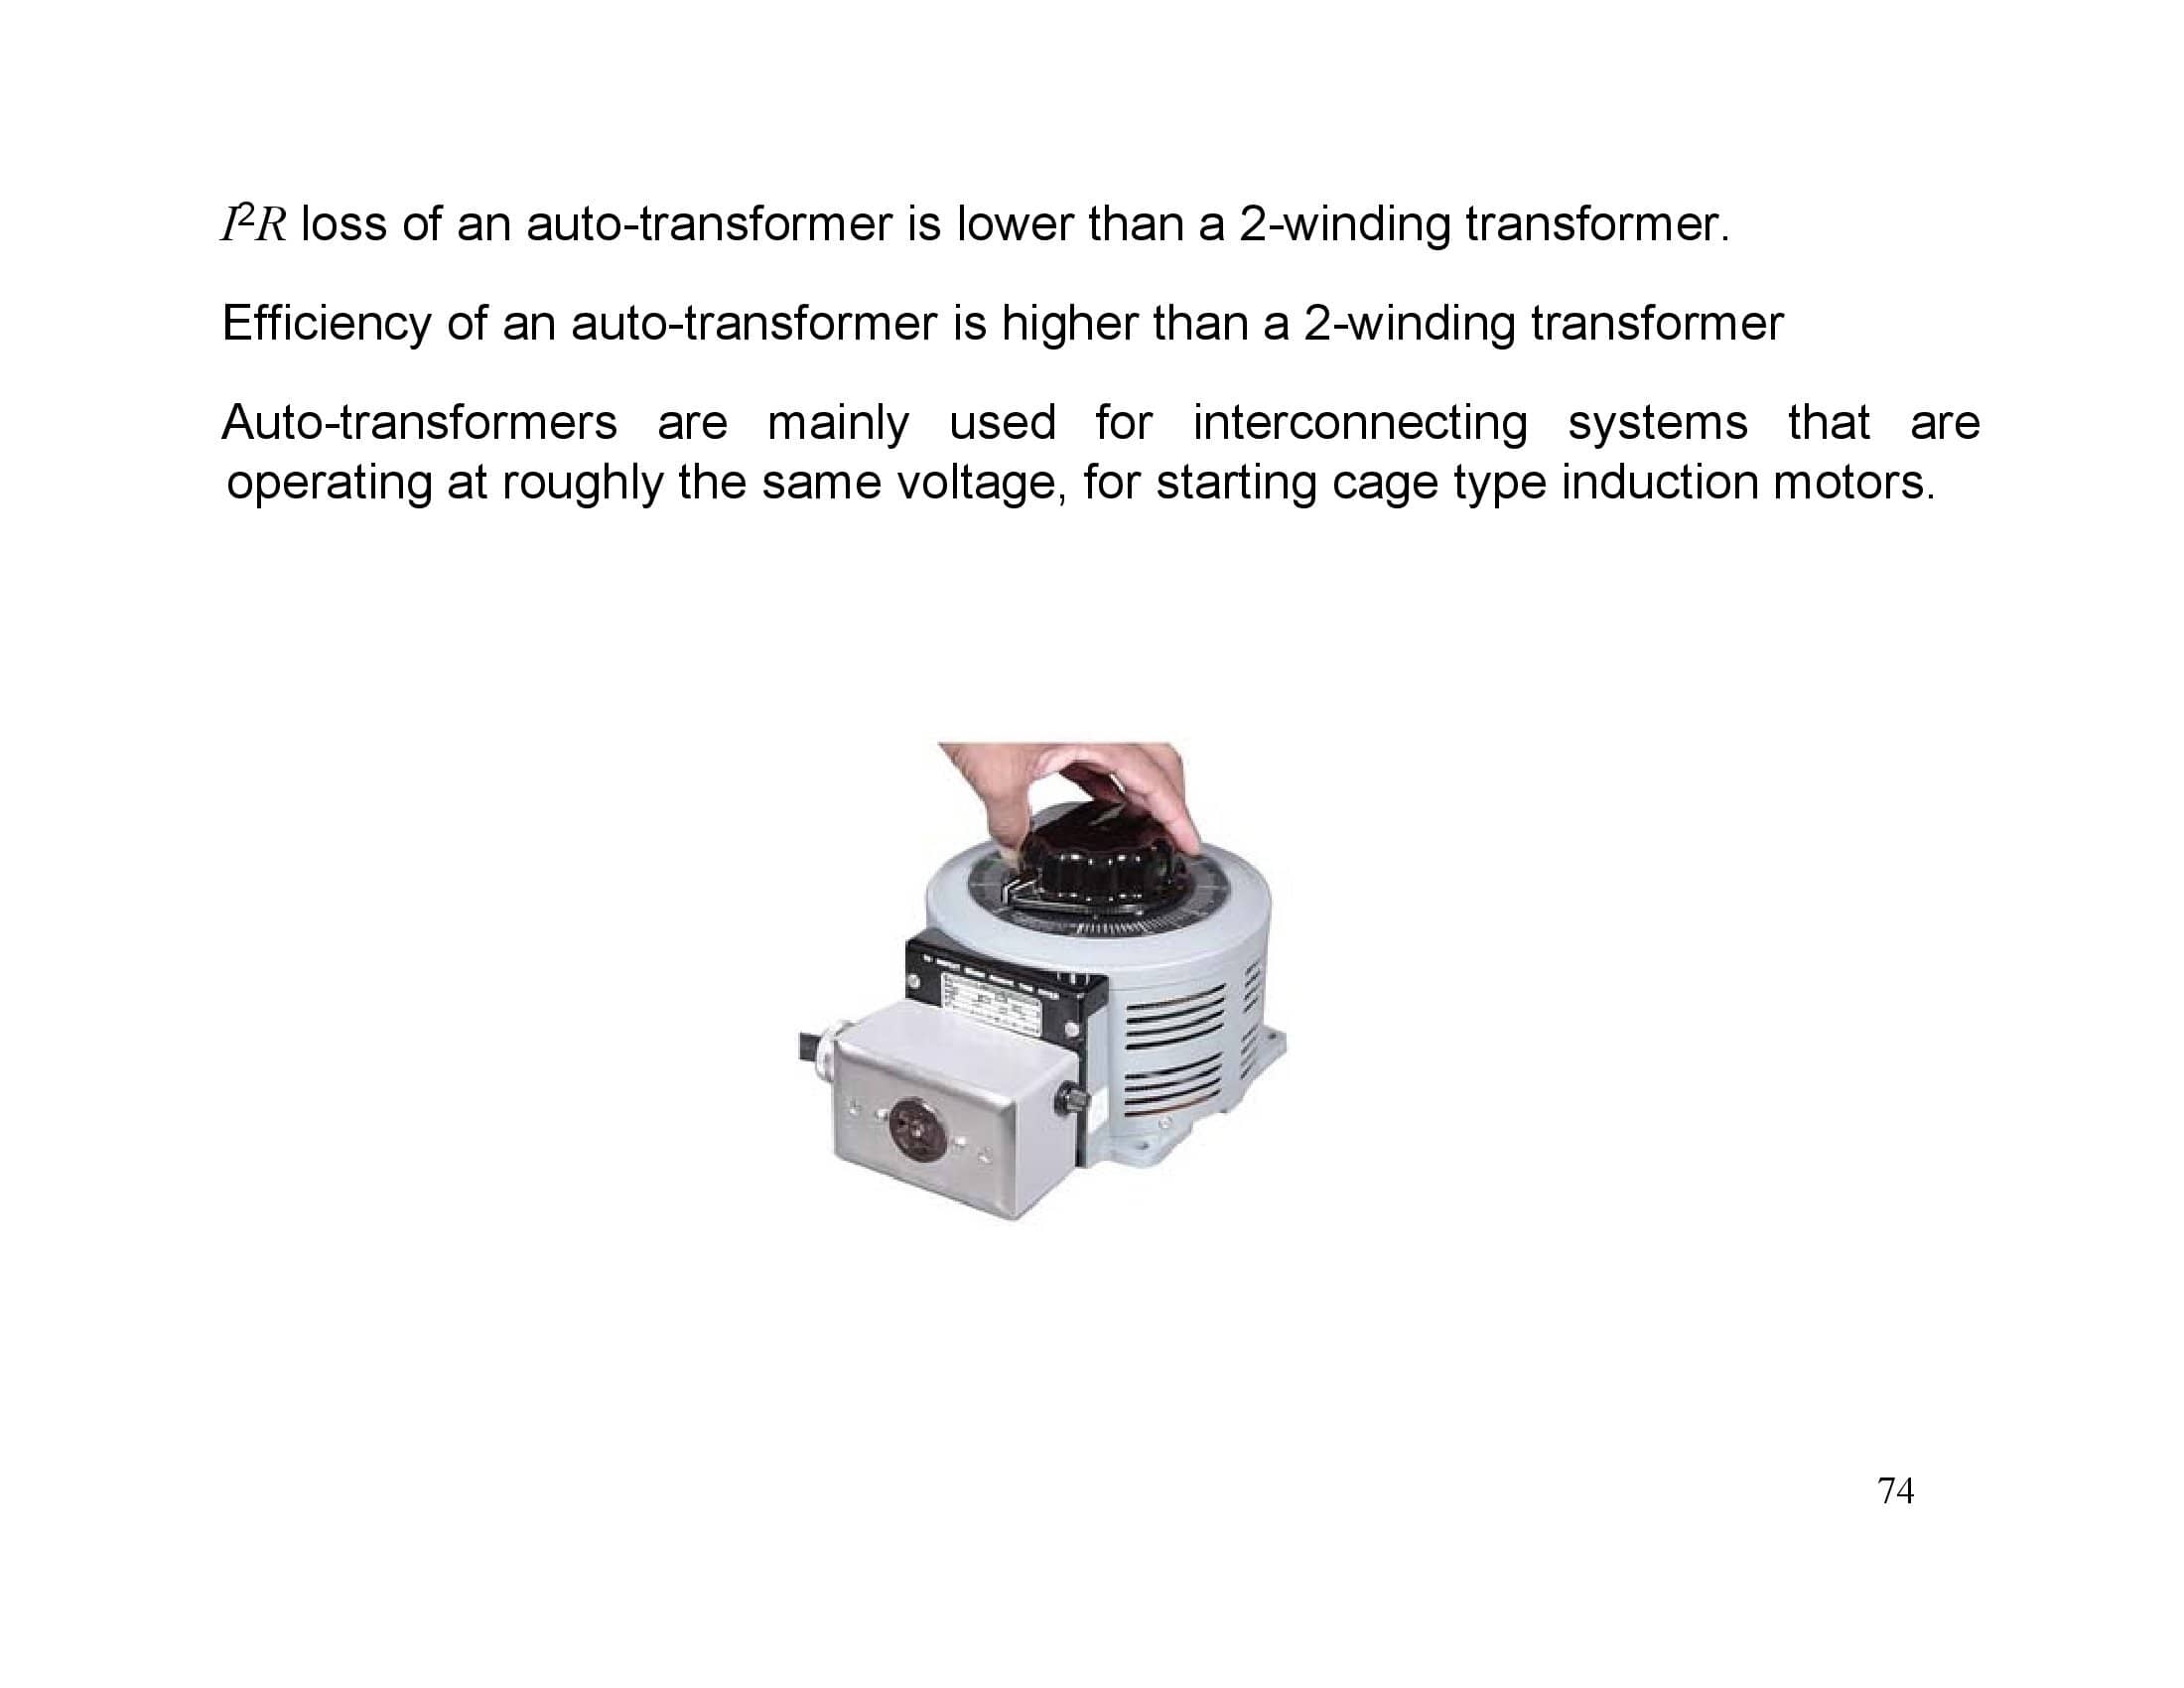 I²R loss of an auto-transformer is lower than a 2-winding transformer.
Efficiency of an auto-transformer is higher than a 2-winding transformer
Auto-transformers are mainly used for interconnecting systems that are
operating at roughly the same voltage, for starting cage type induction motors.
74